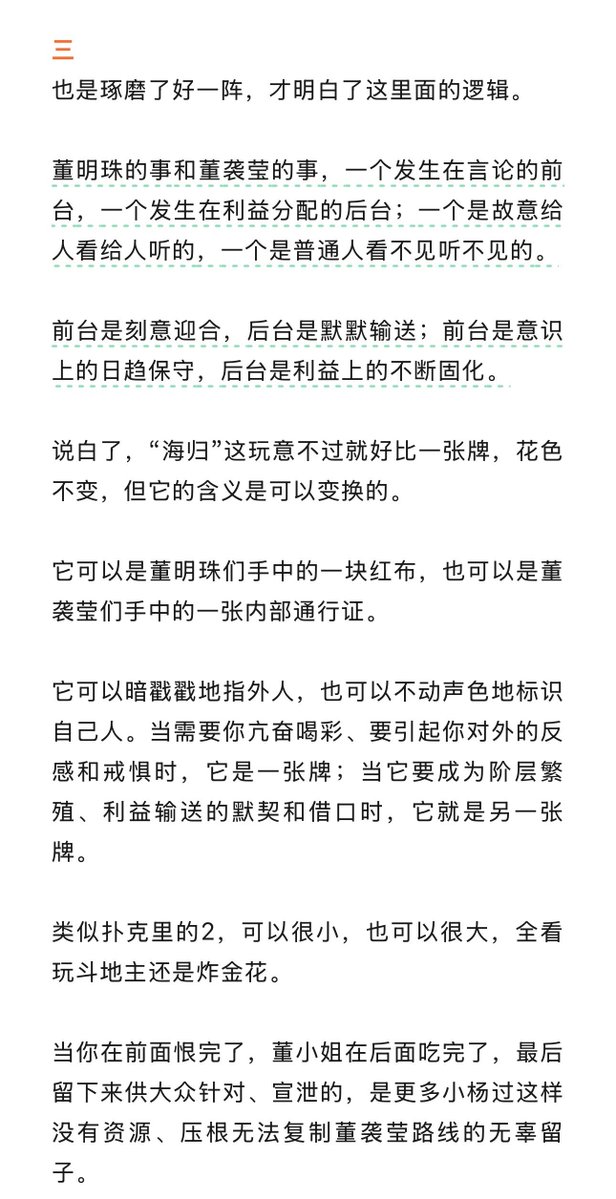 三
也是琢磨了好一阵，才明白了这里面的逻辑。
董明珠的事和董袭莹的事，一个发生在言论的前
台，一个发生在利益分配的后台；一个是故意给
人看给人听的，一个是普通人看不见听不见的。
前台是刻意迎合，后台是默默输送；前台是意识
上的日趋保守，后台是利益上的不断固化。
说白了，“海归”这玩意不过就好比一张牌，花色
不变，但它的含义是可以变换的。
它可以是董明珠们手中的一块红布，也可以是董
袭莹们手中的一张内部通行证。
它可以暗戳戳地指外人，也可以不动声色地标识
自己人。当需要你亢奋喝彩、要引起你对外的反
感和戒惧时，它是一张牌；当它要成为阶层繁
殖、利益输送的默契和借口时，它就是另一张
牌。
类似扑克里的2，可以很小，也可以很大，全看
玩斗地主还是炸金花。
当你在前面恨完了，董小姐在后面吃完了，最后
留下来供大众针对、宣泄的，是更多小杨过这样
没有资源、压根无法复制董袭莹路线的无辜留
子。